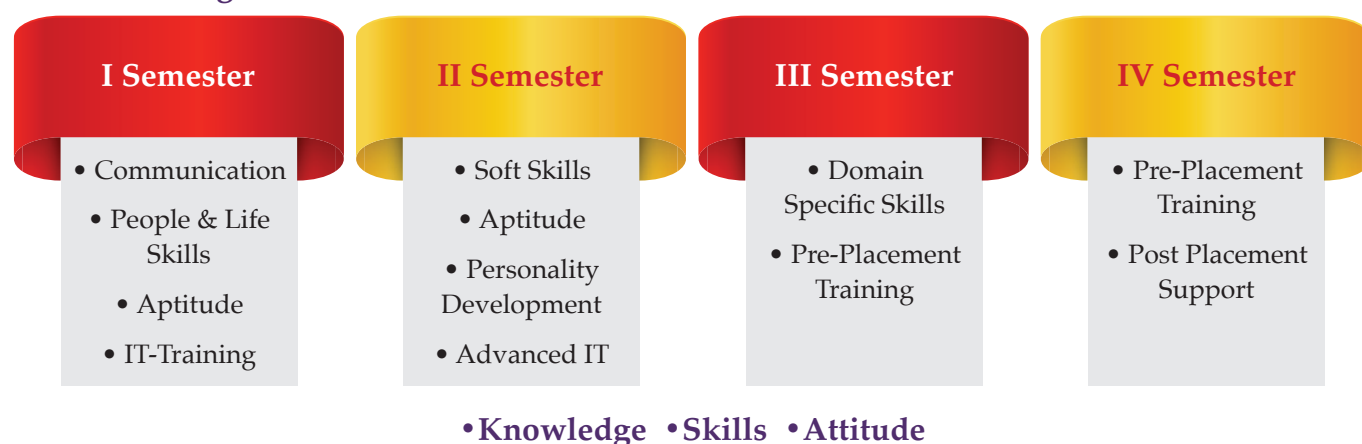 I Semester
• Communication
• People & Life
Skills
• Aptitude
• IT-Training
II Semester
• Soft Skills
• Aptitude
• Personality
Development
• Advanced IT
III Semester
• Domain
Specific Skills
• Pre-Placement
Training
IV Semester
• Pre-Placement
Training
• Post Placement
Support
•Knowledge •Skills •Attitude